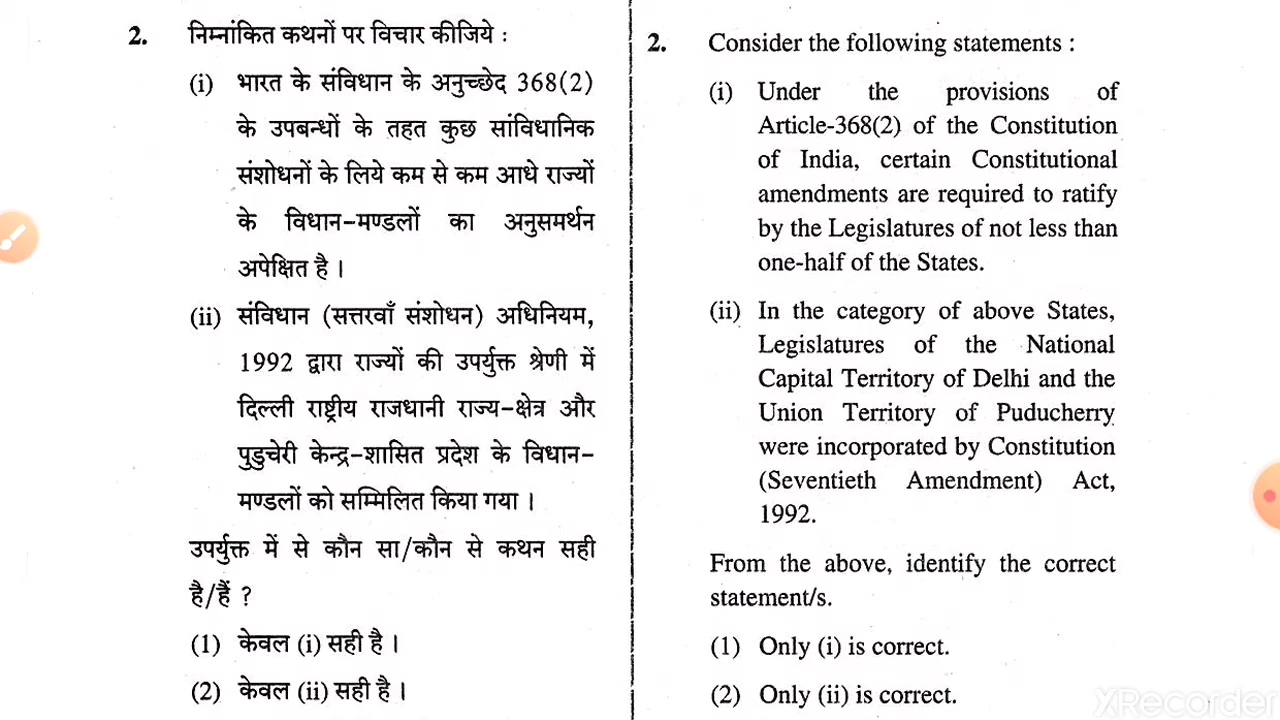 2. निम्नांकित कथनों पर विचार कीजिये :
(i) भारत के संविधान के अनुच्छेद 368(2)
के उपबन्धों के तहत कुछ सांविधानिक
संशोधनों के लिये कम से कम आधे राज्यों
के विधान-मण्डलों का अनुसमर्थन
अपेक्षित है ।
(ii) संविधान (सत्तरवाँ संशोधन) अधिनियम,
1992 द्वारा राज्यों की उपर्युक्त श्रेणी में
दिल्ली राष्ट्रीय राजधानी राज्य-क्षेत्र और
पुडुचेरी केन्द्र-शासित प्रदेश के विधान-
मण्डलों को सम्मिलित किया गया ।
उपर्युक्त में से कौन सा/कौन से कथन सही
है/हैं ?
(1) केवल (i) सही है ।
(2) केवल (ii) सही है ।
2. Consider the following statements :
(i) Under the provisions of
Article-368(2) of the Constitution
of India, certain Constitutional
amendments are required to ratify
by the Legislatures of not less than
one-half of the States.
(ii) In the category of above States,
Legislatures of the National
Capital Territory of Delhi and the
Union Territory of Puducherry
were incorporated by Constitution
(Seventieth Amendment) Act,
1992.
From the above, identify the correct
statement/s.
(1) Only (i) is correct.
(2) Only (ii) is correct.
XRecorder